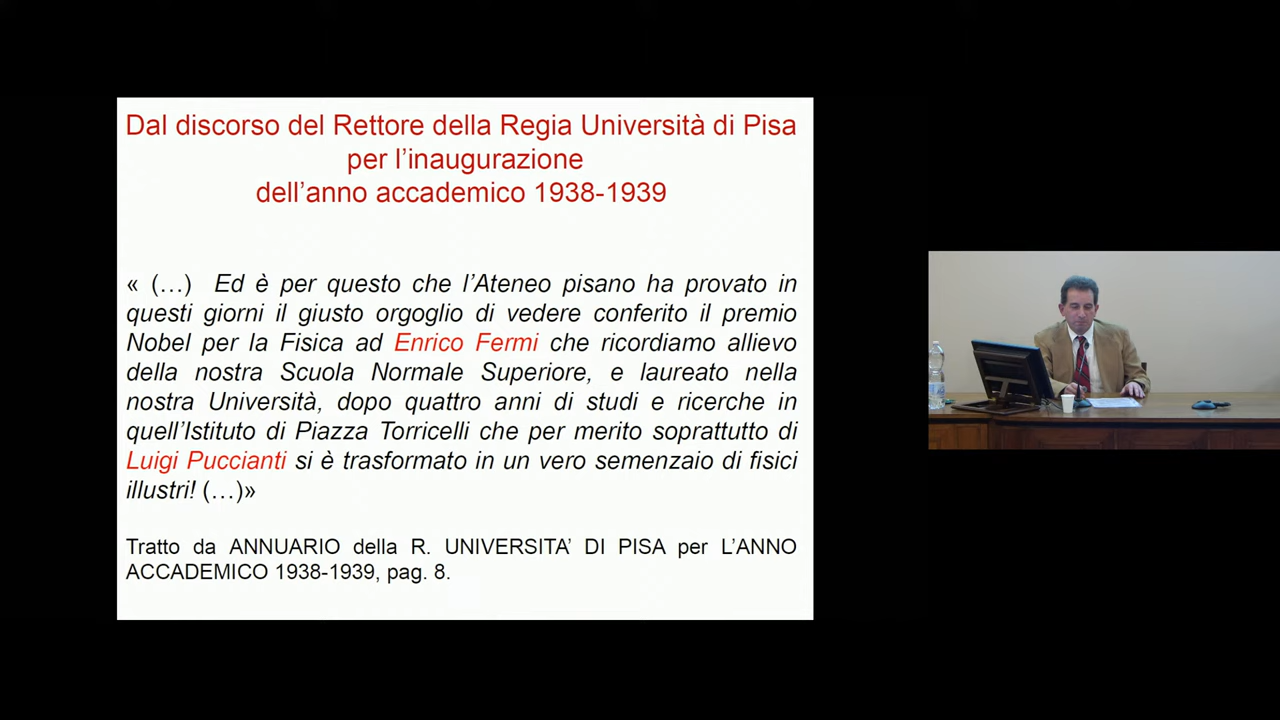 Dal discorso del Rettore della Regia Università di Pisa
per l’inaugurazione
dell’anno accademico 1938-1939
« (…) Ed è per questo che l’Ateneo pisano ha provato in
questi giorni il giusto orgoglio di vedere conferito il premio
Nobel per la Fisica ad Enrico Fermi che ricordiamo allievo
della nostra Scuola Normale Superiore, e laureato nella
nostra Università, dopo quattro anni di studi e ricerche in
quell’Istituto di Piazza Torricelli che per merito soprattutto di
Luigi Puccianti si è trasformato in un vero semenzaio di fisici
illustri! (…)»
Tratto da ANNUARIO della R. UNIVERSITA’ DI PISA per L’ANNO
ACCADEMICO 1938-1939, pag. 8.